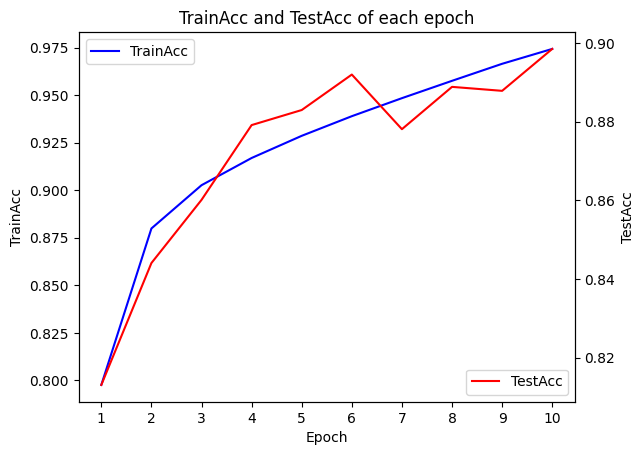 TrainAcc and TestAcc of each epoch
TrainAcc
0.975
0.950
0.925
0.900
0.875
0.850
0.825
0.800
TrainAcc
0.90
0.88
0.86
0.84
0.82
TestAcc
TestAcc
1 2 3 4 5 6 7 8 9 10
Epoch